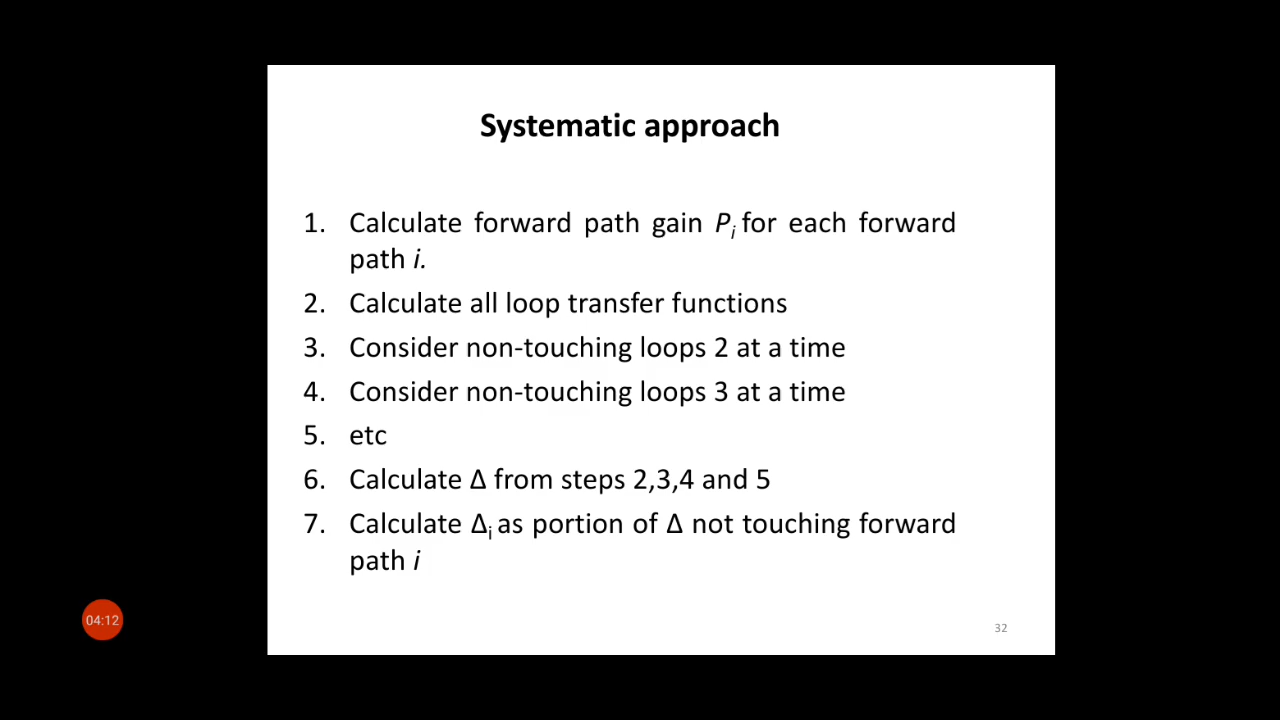 Systematic approach
1. Calculate forward path gain Pi for each forward
path i.
2. Calculate all loop transfer functions
3. Consider non-touching loops 2 at a time
4. Consider non-touching loops 3 at a time
5. etc
6. Calculate Δ from steps 2,3,4 and 5
7. Calculate Δi as portion of Δ not touching forward
path i
04:12
32